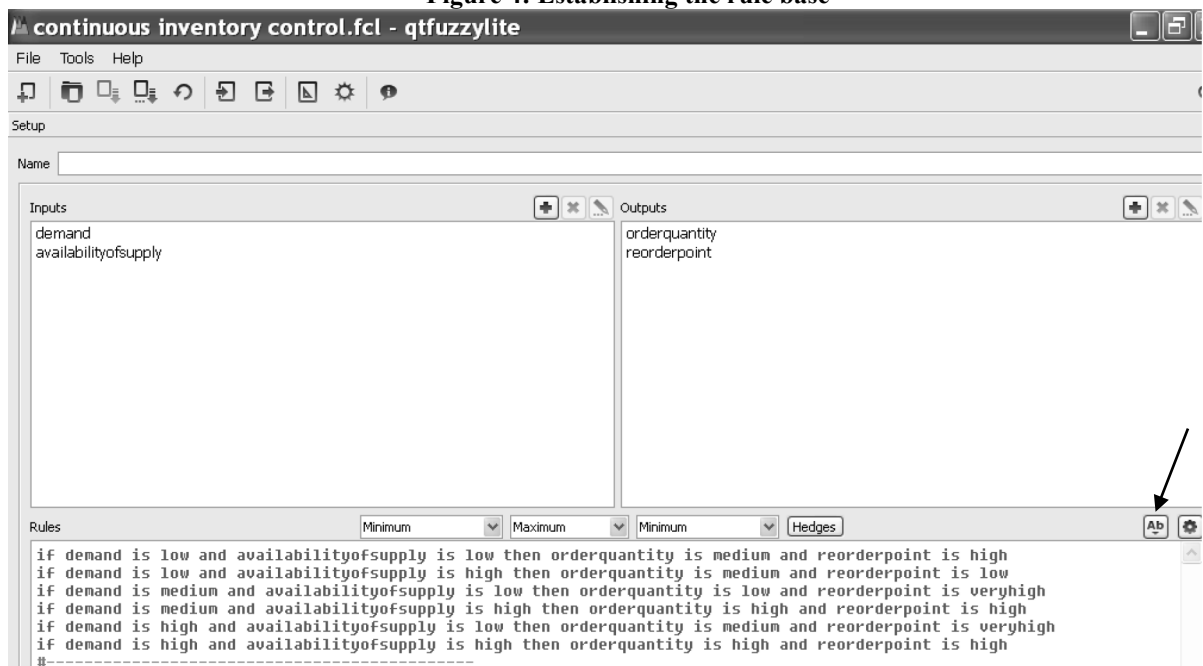 Figure 4: Establishing the rule base
continuous inventory control.fcl - qtfuzzylite
File Tools Help
Setup
Name
Inputs
Outputs
demand
availabilityofsupply
orderquantity
reorderpoint
Rules Minimum Maximum Minimum Hedges Ab
if demand is low and availabilityofsupply is low then orderquantity is medium and reorderpoint is high
if demand is low and availabilityofsupply is high then orderquantity is medium and reorderpoint is low
if demand is medium and availabilityofsupply is low then orderquantity is low and reorderpoint is veryhigh
if demand is medium and availabilityofsupply is high then orderquantity is high and reorderpoint is high
if demand is high and availabilityofsupply is low then orderquantity is medium and reorderpoint is veryhigh
if demand is high and availabilityofsupply is high then orderquantity is high and reorderpoint is high
#---------------------------------------------